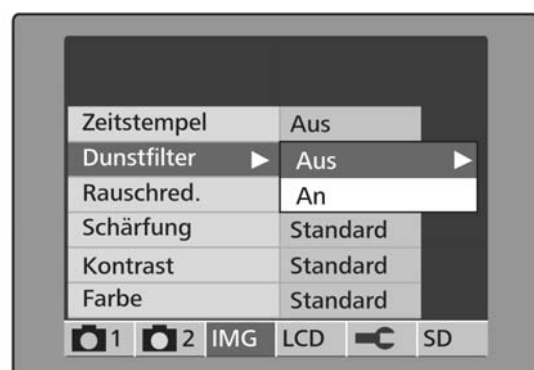 Zeitstempel Aus
Dunstfilter Aus
Rauschred. An
Schärfung Standard
Kontrast Standard
Farbe Standard
1 2 IMG LCD SD